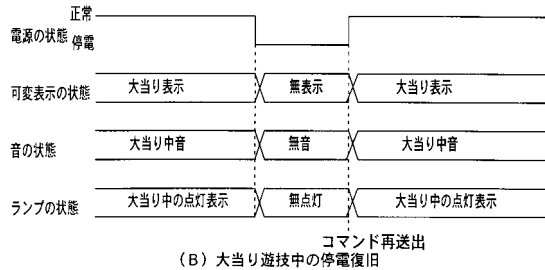 正常
電源の状態 停電
可変表示の状態 大当り表示 無表示 大当り表示
音の状態 大当り中音 無音 大当り中音
ランプの状態 大当り中の点灯表示 無点灯 大当り中の点灯表示
コマンド再送出
(B)大当り遊技中の停電復旧